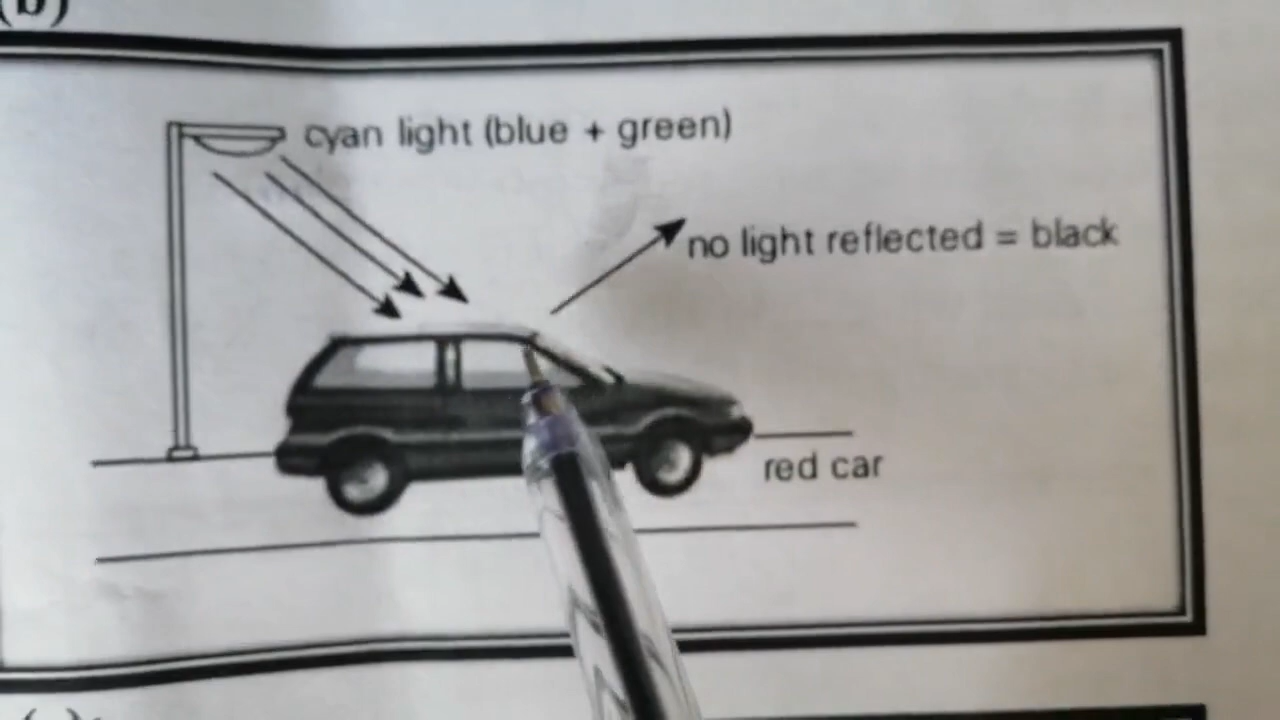 (b)
cyan light (blue + green)
no light reflected = black
red car